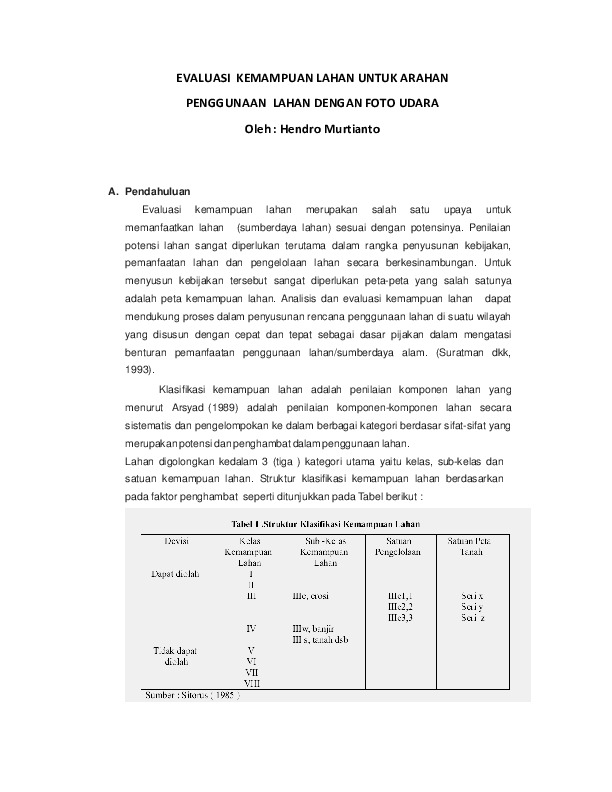 EVALUASI KEMAMPUAN LAHAN UNTUK ARAHAN
PENGGUNAAN LAHAN DENGAN FOTO UDARA
Oleh : Hendro Murtianto
A. Pendahuluan
Evaluasi kemampuan lahan merupakan salah satu upaya untuk
memanfaatkan lahan (sumberdaya lahan) sesuai dengan potensinya. Penilaian
potensi lahan sangat diperlukan terutama dalam rangka penyusunan kebijakan,
pemanfaatan lahan dan pengelolaan lahan secara berkesinambungan. Untuk
menyusun kebijakan tersebut sangat diperlukan peta-peta yang salah satunya
adalah peta kemampuan lahan. Analisis dan evaluasi kemampuan lahan dapat
mendukung proses dalam penyusunan rencana penggunaan lahan di suatu wilayah
yang disusun dengan cepat dan tepat sebagai dasar pijakan dalam mengatasi
benturan pemanfaatan penggunaan lahan/sumberdaya alam. (Suratman dkk,
1993).
Klasifikasi kemampuan lahan adalah penilaian komponen lahan yang
menurut Arsyad (1989) adalah penilaian komponen-komponen lahan secara
sistematis dan pengelompokan ke dalam berbagai kategori berdasar sifat-sifat yang
merupakan potensi dan penghambat dalam penggunaan lahan.
Lahan digolongkan kedalam 3 (tiga ) kategori utama yaitu kelas, sub-kelas dan
satuan kemampuan lahan. Struktur klasifikasi kemampuan lahan berdasarkan
pada faktor penghambat seperti ditunjukkan pada Tabel berikut :
Tabel 1 .Struktur Klasifikasi Kemampuan Lahan
Devisi Kelas Sub -Kelas Satuan Satuan Peta
Kemampuan Kemampuan Pengelolaan Tanah
Lahan Lahan
Dapat diolah I
II
III IIIe, erosi IIIe1,1 Seri x
IIIe2,2 Seri y
IIIe3,3 Seri z
IV IIIw, banjir
III s, tanah dsb
Tidak dapat V
diolah VI
VII
VIII
Sumber : Sitorus ( 1985 )